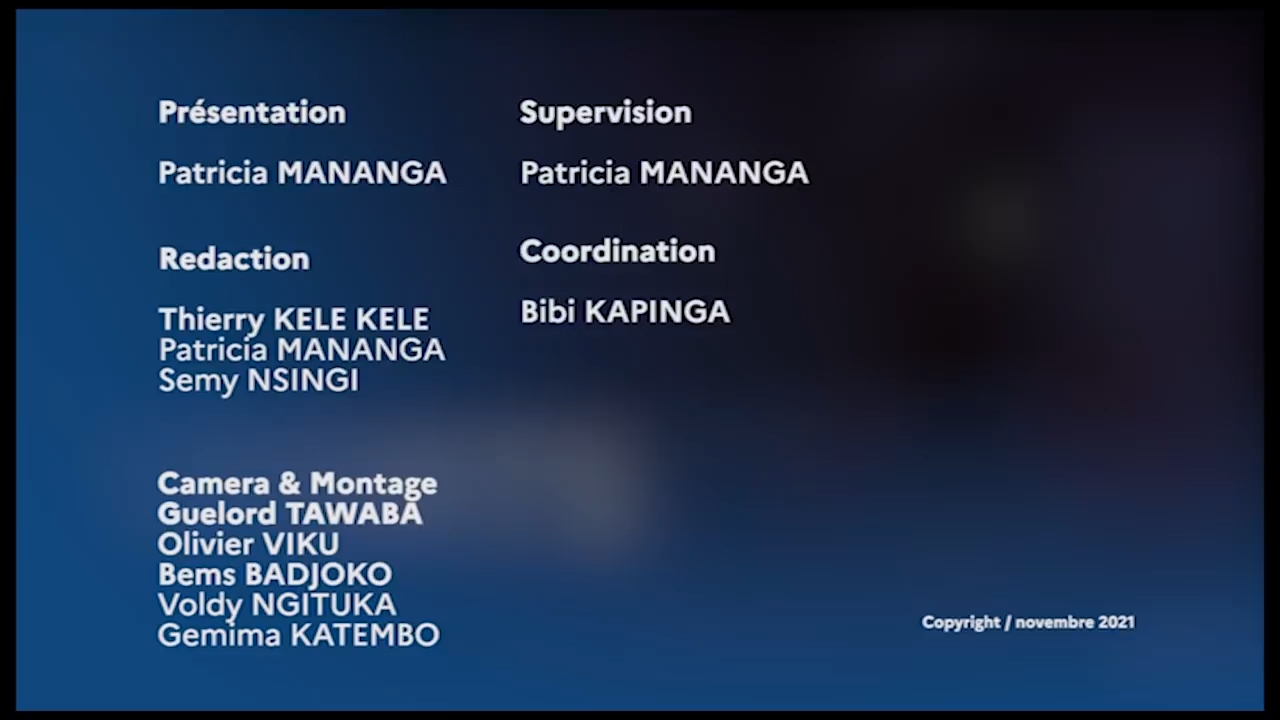 Présentation
Patricia MANANGA
Redaction
Thierry KELE KELE
Patricia MANANGA
Semy NSINGI
Camera & Montage
Guelord TAWABA
Olivier VIKU
Bems BADJOKO
Voldy NGITUKA
Gemima KATEMBO
Supervision
Patricia MANANGA
Coordination
Bibi KAPINGA
Copyright / novembre 2021